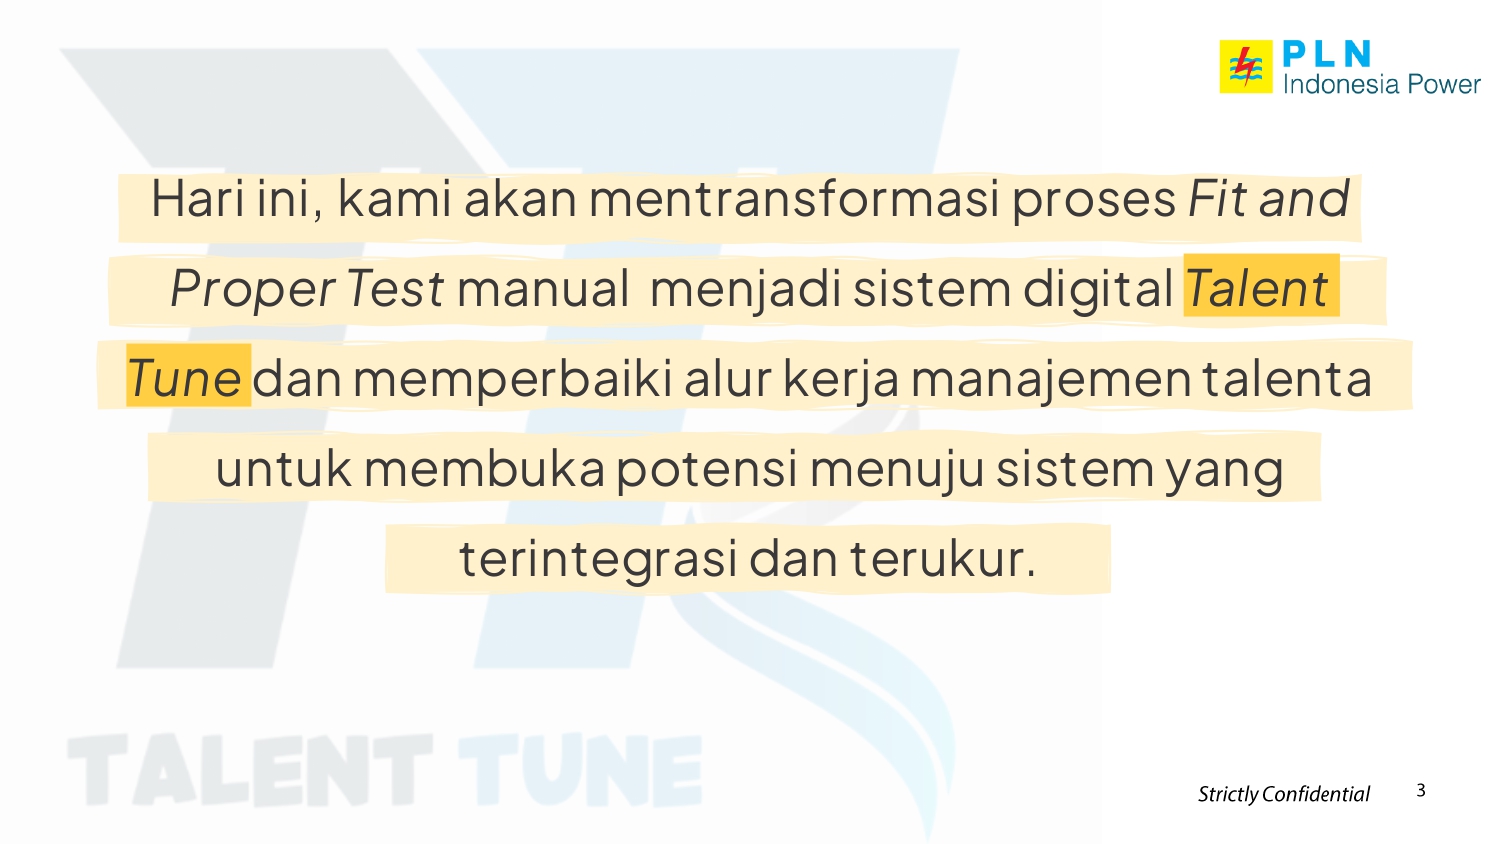 PLN
Indonesia Power
Hari ini, kami akan mentransformasi proses Fit and
Proper Test manual menjadi sistem digital Talent
Tune dan memperbaiki alur kerja manajemen talenta
untuk membuka potensi menuju sistem yang
terintegrasi dan terukur.
TALENT TUNE
Strictly Confidential
3